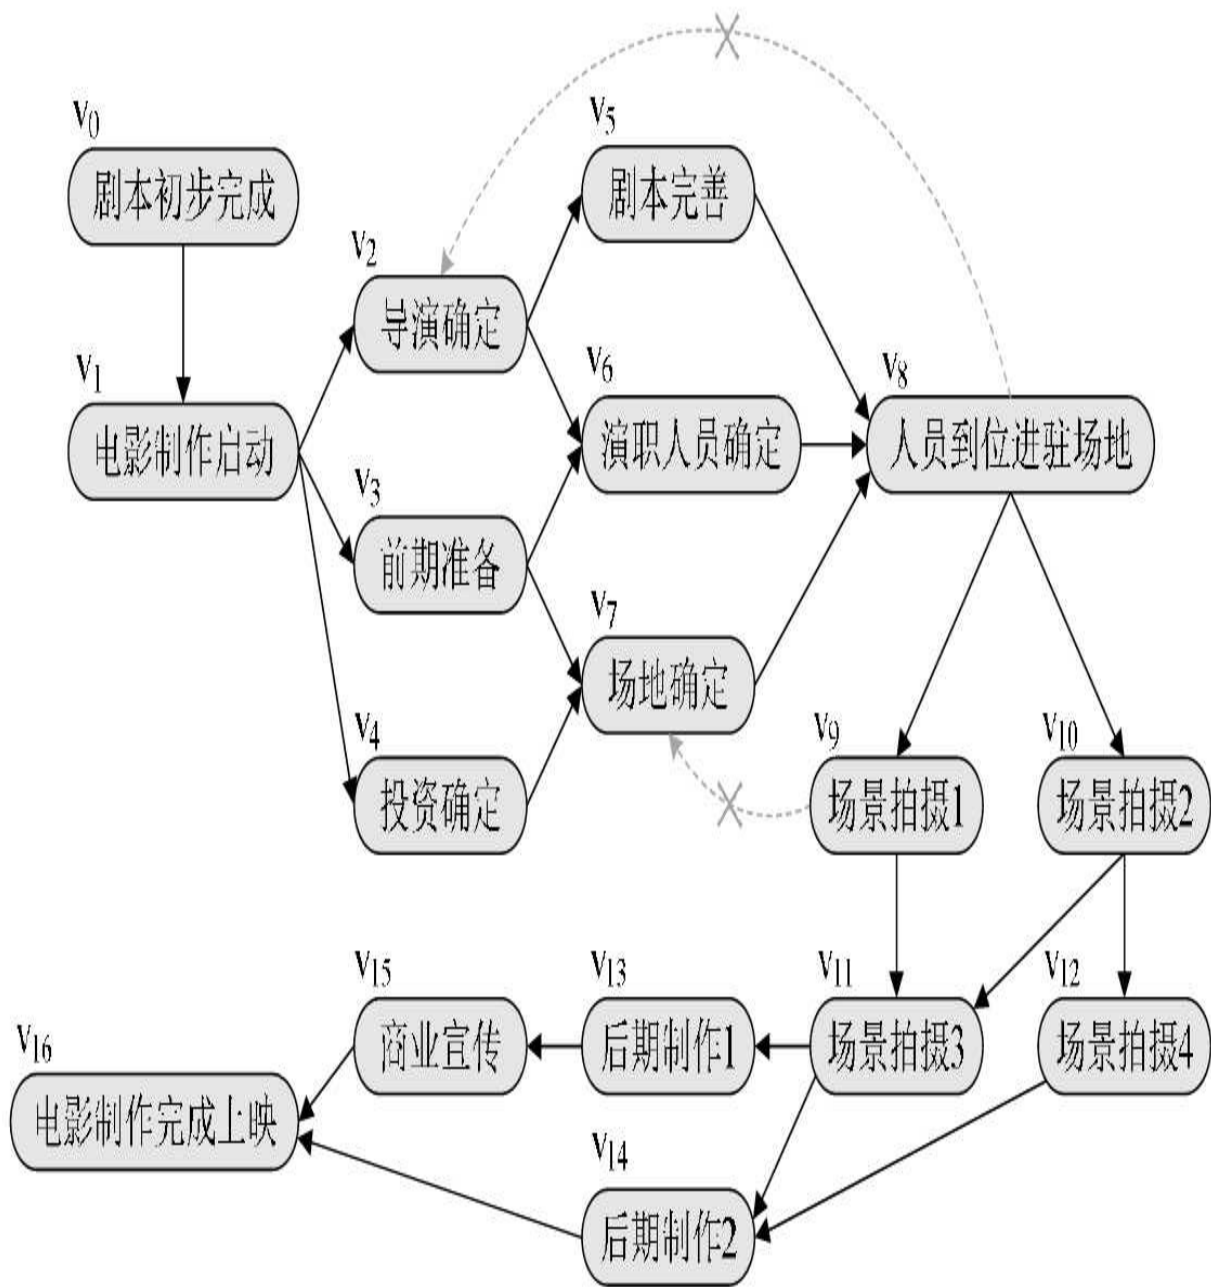 V0
剧本初步完成
V1
电影制作启动
V2
导演确定
V3
前期准备
V4
投资确定
V5
剧本完善
V6
演职人员确定
V7
场地确定
V8
人员到位进驻场地
V9
场景拍摄1
V10
场景拍摄2
V11
场景拍摄3
V12
场景拍摄4
V13
后期制作1
V14
后期制作2
V15
商业宣传
V16
电影制作完成上映